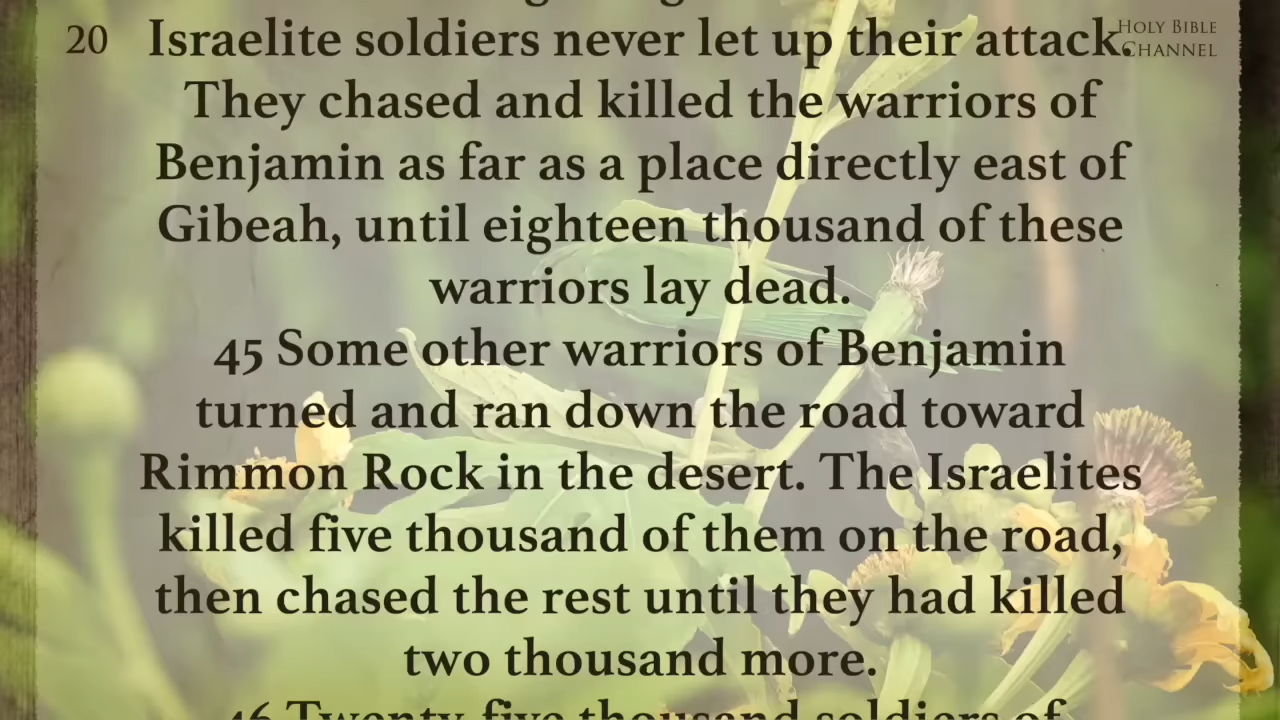 20
Israelite soldiers never let up their attack.
HOLY BIBLE
CHANNEL
They chased and killed the warriors of
Benjamin as far as a place directly east of
Gibeah, until eighteen thousand of these
warriors lay dead.
45 Some other warriors of Benjamin
turned and ran down the road toward
Rimmon Rock in the desert. The Israelites
killed five thousand of them on the road,
then chased the rest until they had killed
two thousand more.
46 Twenty-five thousand soldiers of